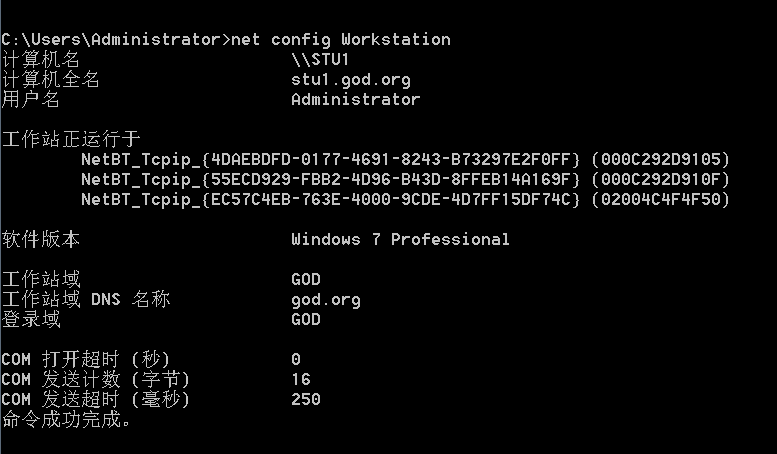 C:\Users\Administrator>net config Workstation
计算机名 \\STU1
计算机全名 stu1.god.org
用户名 Administrator
工作站正运行于
NetBT_Tcpip_{4DAEBDFD-0177-4691-8243-B73297E2F0FF} (000C292D9105)
NetBT_Tcpip_{55ECD929-FBB2-4D96-B43D-8FFEB14A169F} (000C292D910F)
NetBT_Tcpip_{EC57C4EB-763E-4000-9CDE-4D7FF15DF74C} (02004C4F4F50)
软件版本 Windows 7 Professional
工作站域 GOD
工作站域 DNS 名称 god.org
登录域 GOD
COM 打开超时 (秒) 0
COM 发送计数 (字节) 16
COM 发送超时 (毫秒) 250
命令成功完成。